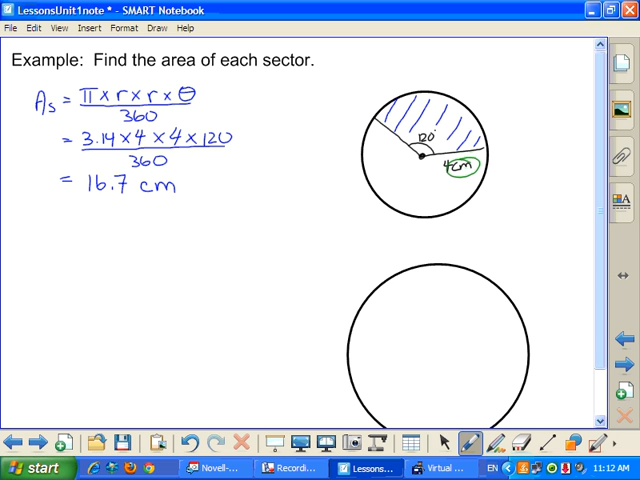 LessonsUnit1note * - SMART Notebook
File Edit View Insert Format Draw Help
Example: Find the area of each sector.
As = π × r × r × θ
360
= 3.14 × 4 × 4 × 120
360
= 16.7 cm
120°
4cm
start
Novell-...
Recordi...
Lessons...
Virtual ...
EN
11:12 AM